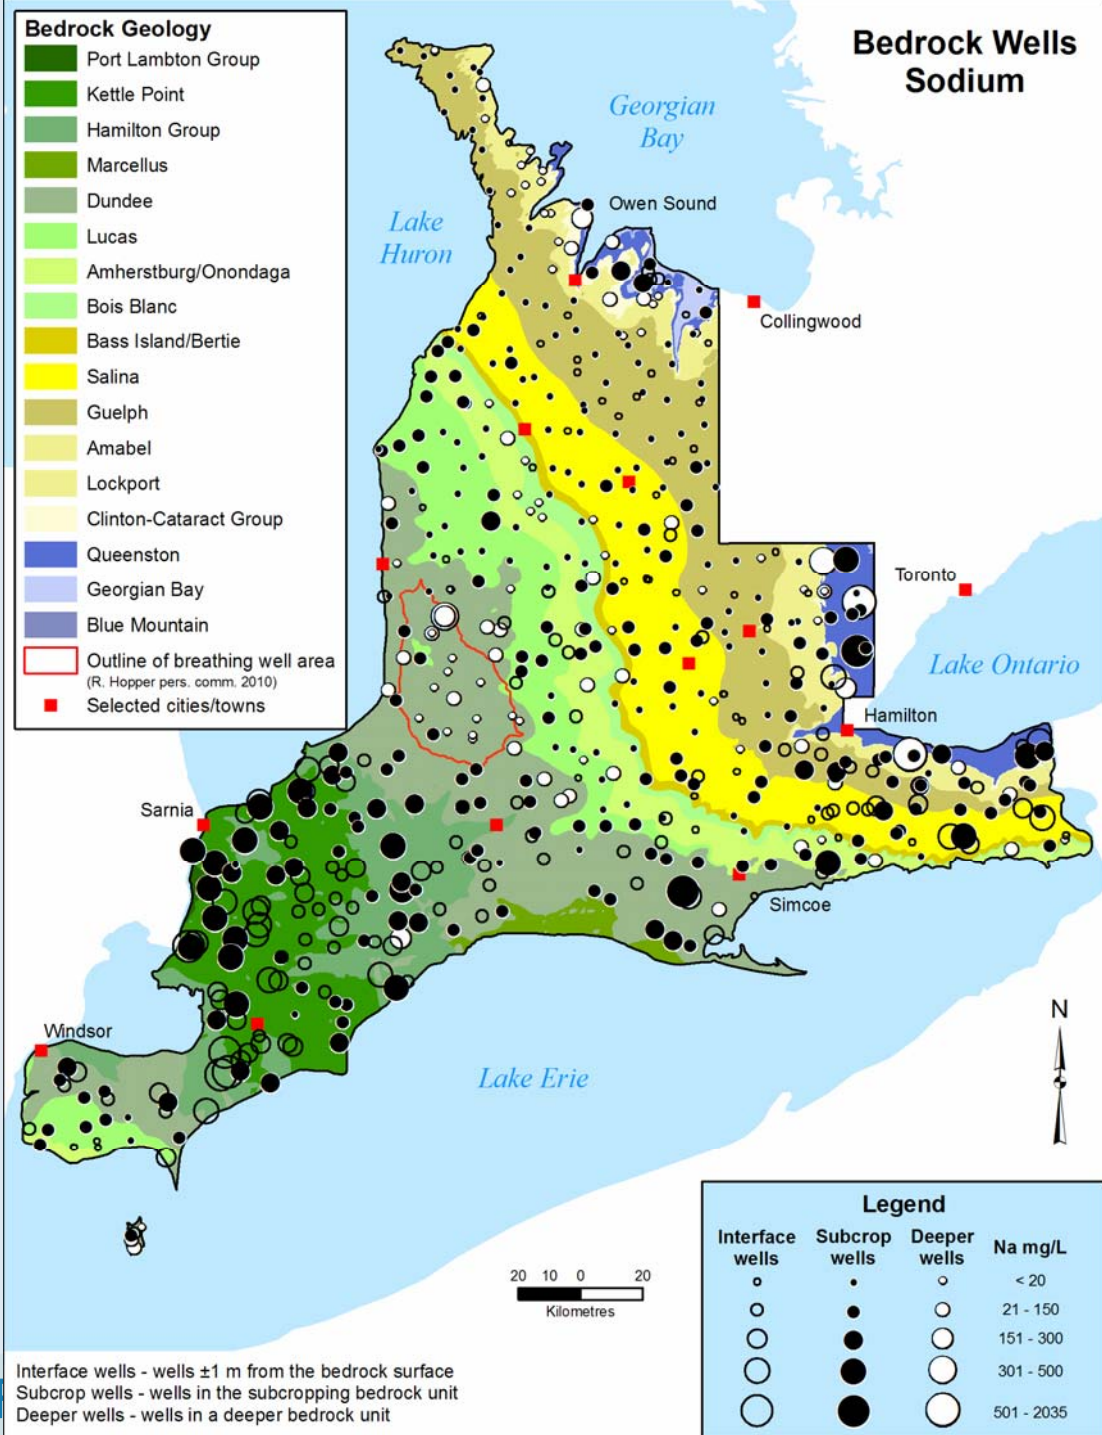 Bedrock Geology
Port Lambton Group
Kettle Point
Hamilton Group
Marcellus
Dundee
Lucas
Amherstburg/Onondaga
Bois Blanc
Bass Island/Bertie
Salina
Guelph
Amabel
Lockport
Clinton-Cataract Group
Queenston
Georgian Bay
Blue Mountain
Outline of breathing well area
(R. Hopper pers. comm. 2010)
Selected cities/towns
Bedrock Wells
Sodium
Georgian
Bay
Lake
Huron
Owen Sound
Collingwood
Toronto
Lake Ontario
Hamilton
Sarnia
Simcoe
Windsor
Lake Erie
N
20 10 0 20
Kilometres
Legend
Interface wells Subcrop wells Deeper wells Na mg/L
< 20
21 - 150
151 - 300
301 - 500
501 - 2035
Interface wells - wells ±1 m from the bedrock surface
Subcrop wells - wells in the subcropping bedrock unit
Deeper wells - wells in a deeper bedrock unit